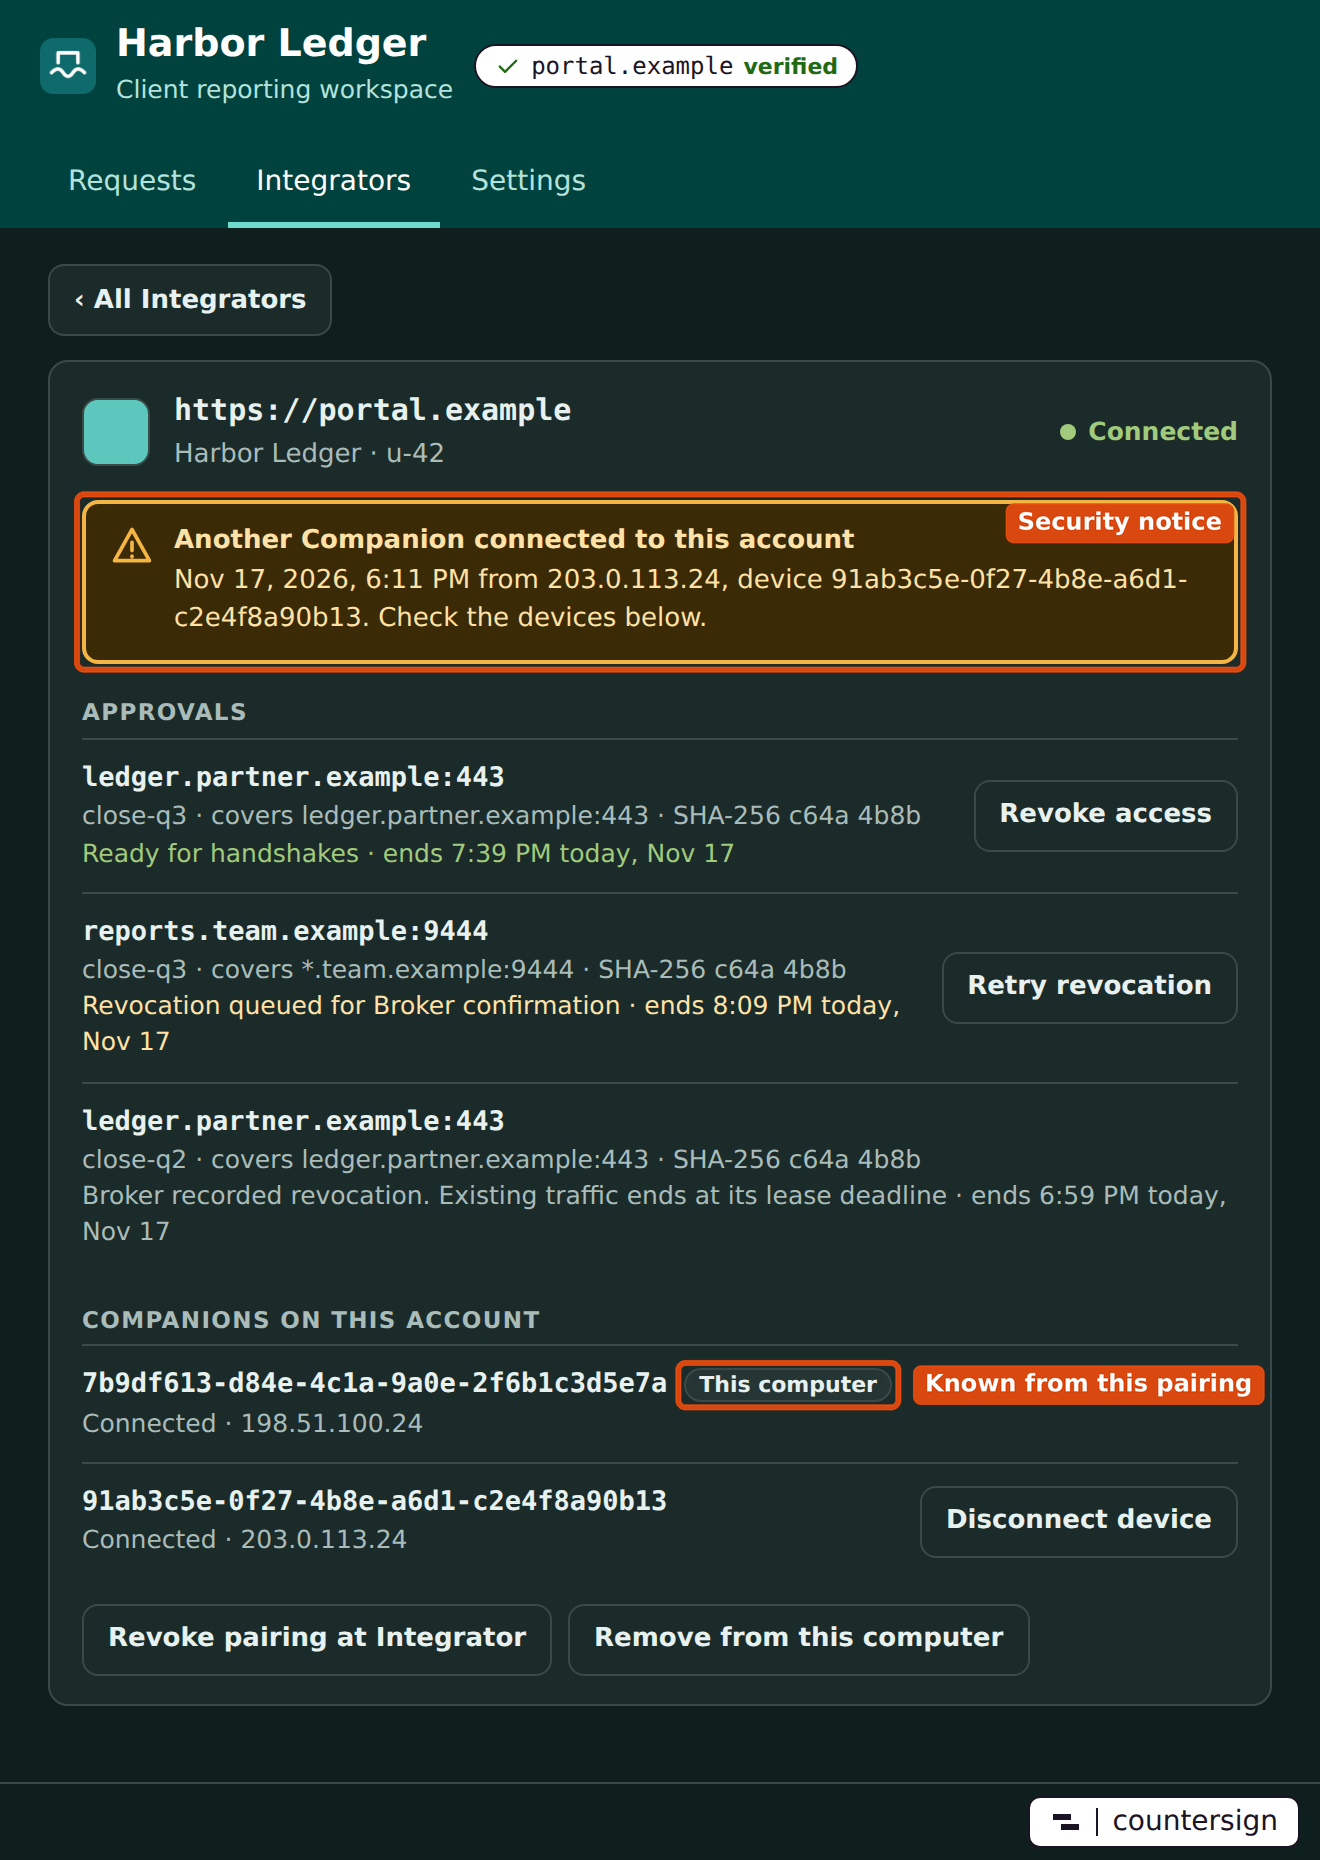 Harbor Ledger
Client reporting workspace
portal.example verified
Requests Integrators Settings
‹ All Integrators
https://portal.example
Harbor Ledger · u-42
Connected
Security notice
Another Companion connected to this account
Nov 17, 2026, 6:11 PM from 203.0.113.24, device 91ab3c5e-0f27-4b8e-a6d1-
c2e4f8a90b13. Check the devices below.
APPROVALS
ledger.partner.example:443
close-q3 · covers ledger.partner.example:443 · SHA-256 c64a 4b8b
Ready for handshakes · ends 7:39 PM today, Nov 17
Revoke access
reports.team.example:9444
close-q3 · covers *.team.example:9444 · SHA-256 c64a 4b8b
Revocation queued for Broker confirmation · ends 8:09 PM today,
Nov 17
Retry revocation
ledger.partner.example:443
close-q2 · covers ledger.partner.example:443 · SHA-256 c64a 4b8b
Broker recorded revocation. Existing traffic ends at its lease deadline · ends 6:59 PM today,
Nov 17
COMPANIONS ON THIS ACCOUNT
7b9df613-d84e-4c1a-9a0e-2f6b1c3d5e7a This computer Known from this pairing
Connected · 198.51.100.24
91ab3c5e-0f27-4b8e-a6d1-c2e4f8a90b13
Connected · 203.0.113.24
Disconnect device
Revoke pairing at Integrator Remove from this computer
countersign